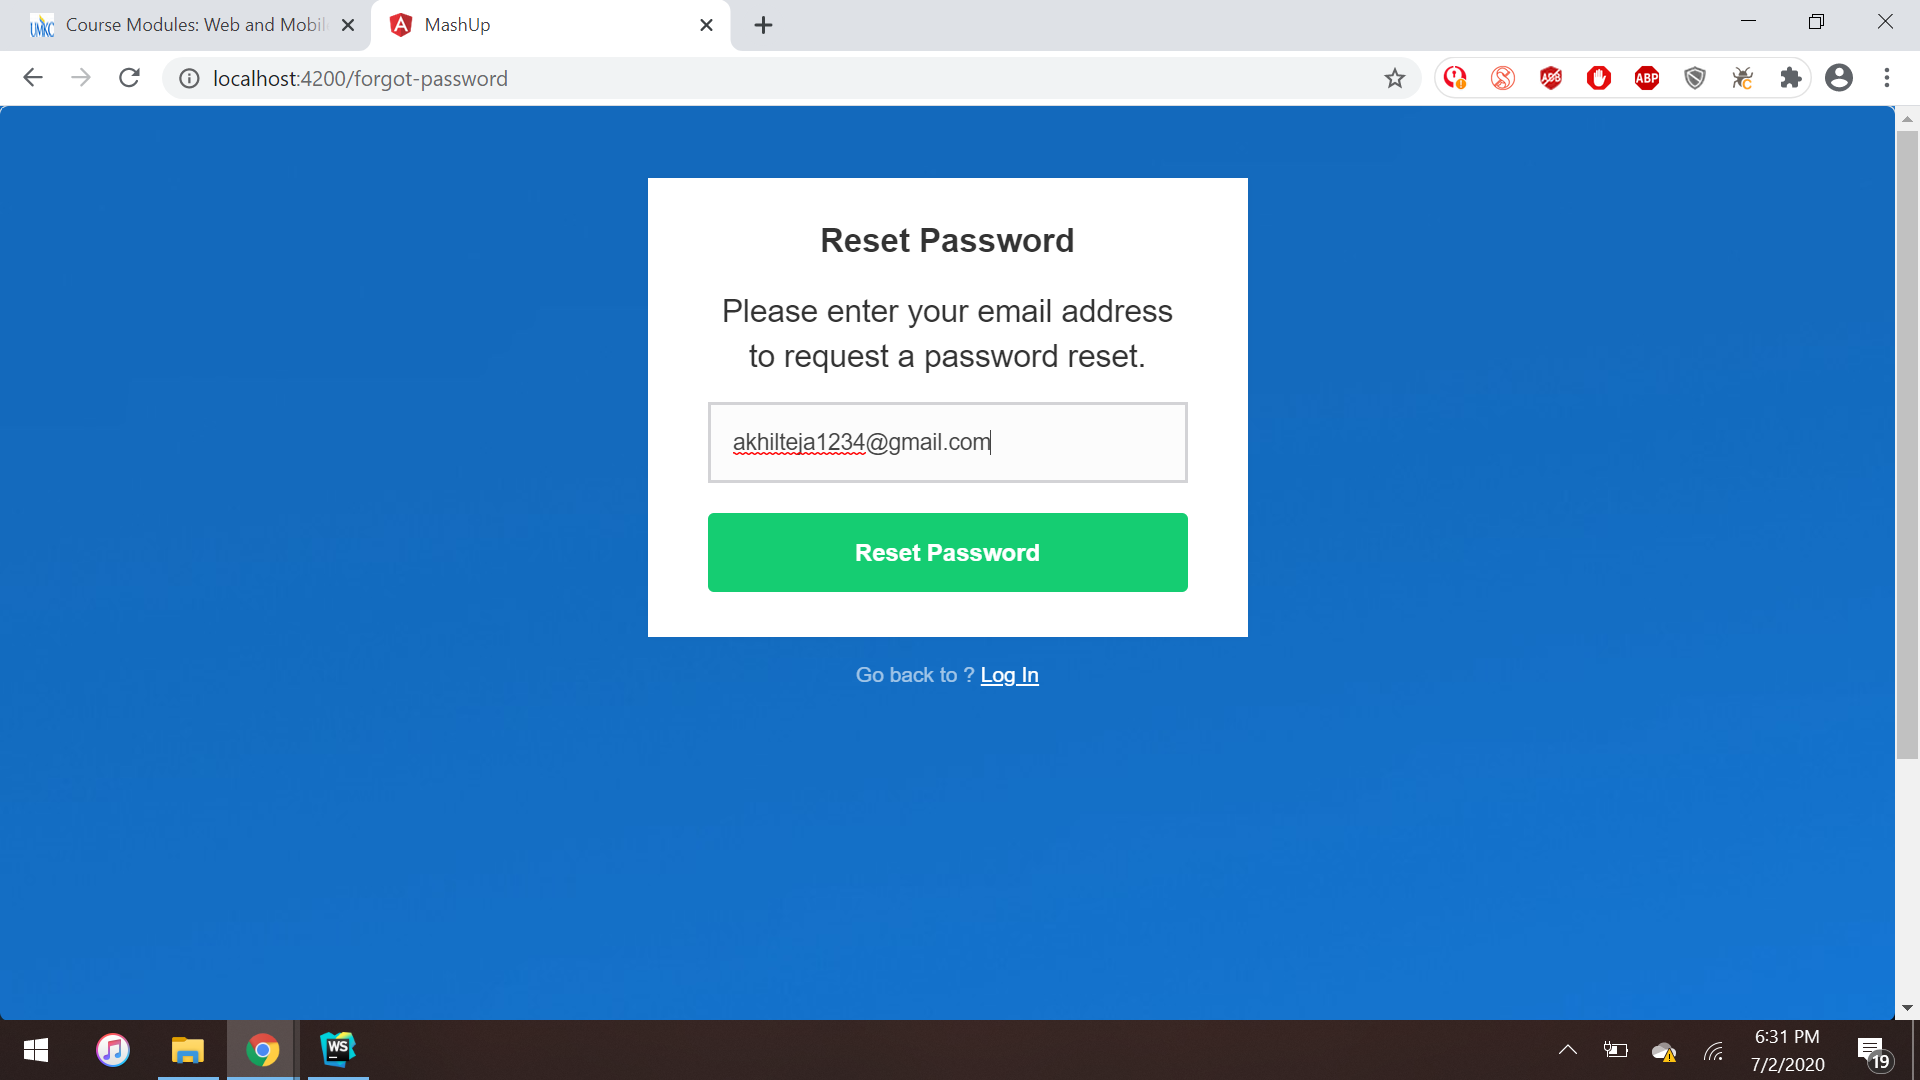 Course Modules: Web and Mobil
MashUp
localhost:4200/forgot-password
Reset Password
Please enter your email address
to request a password reset.
akhilteja1234@gmail.com
Reset Password
Go back to ? Log In
UMKC
ABP
WS
6:31 PM
7/2/2020
19